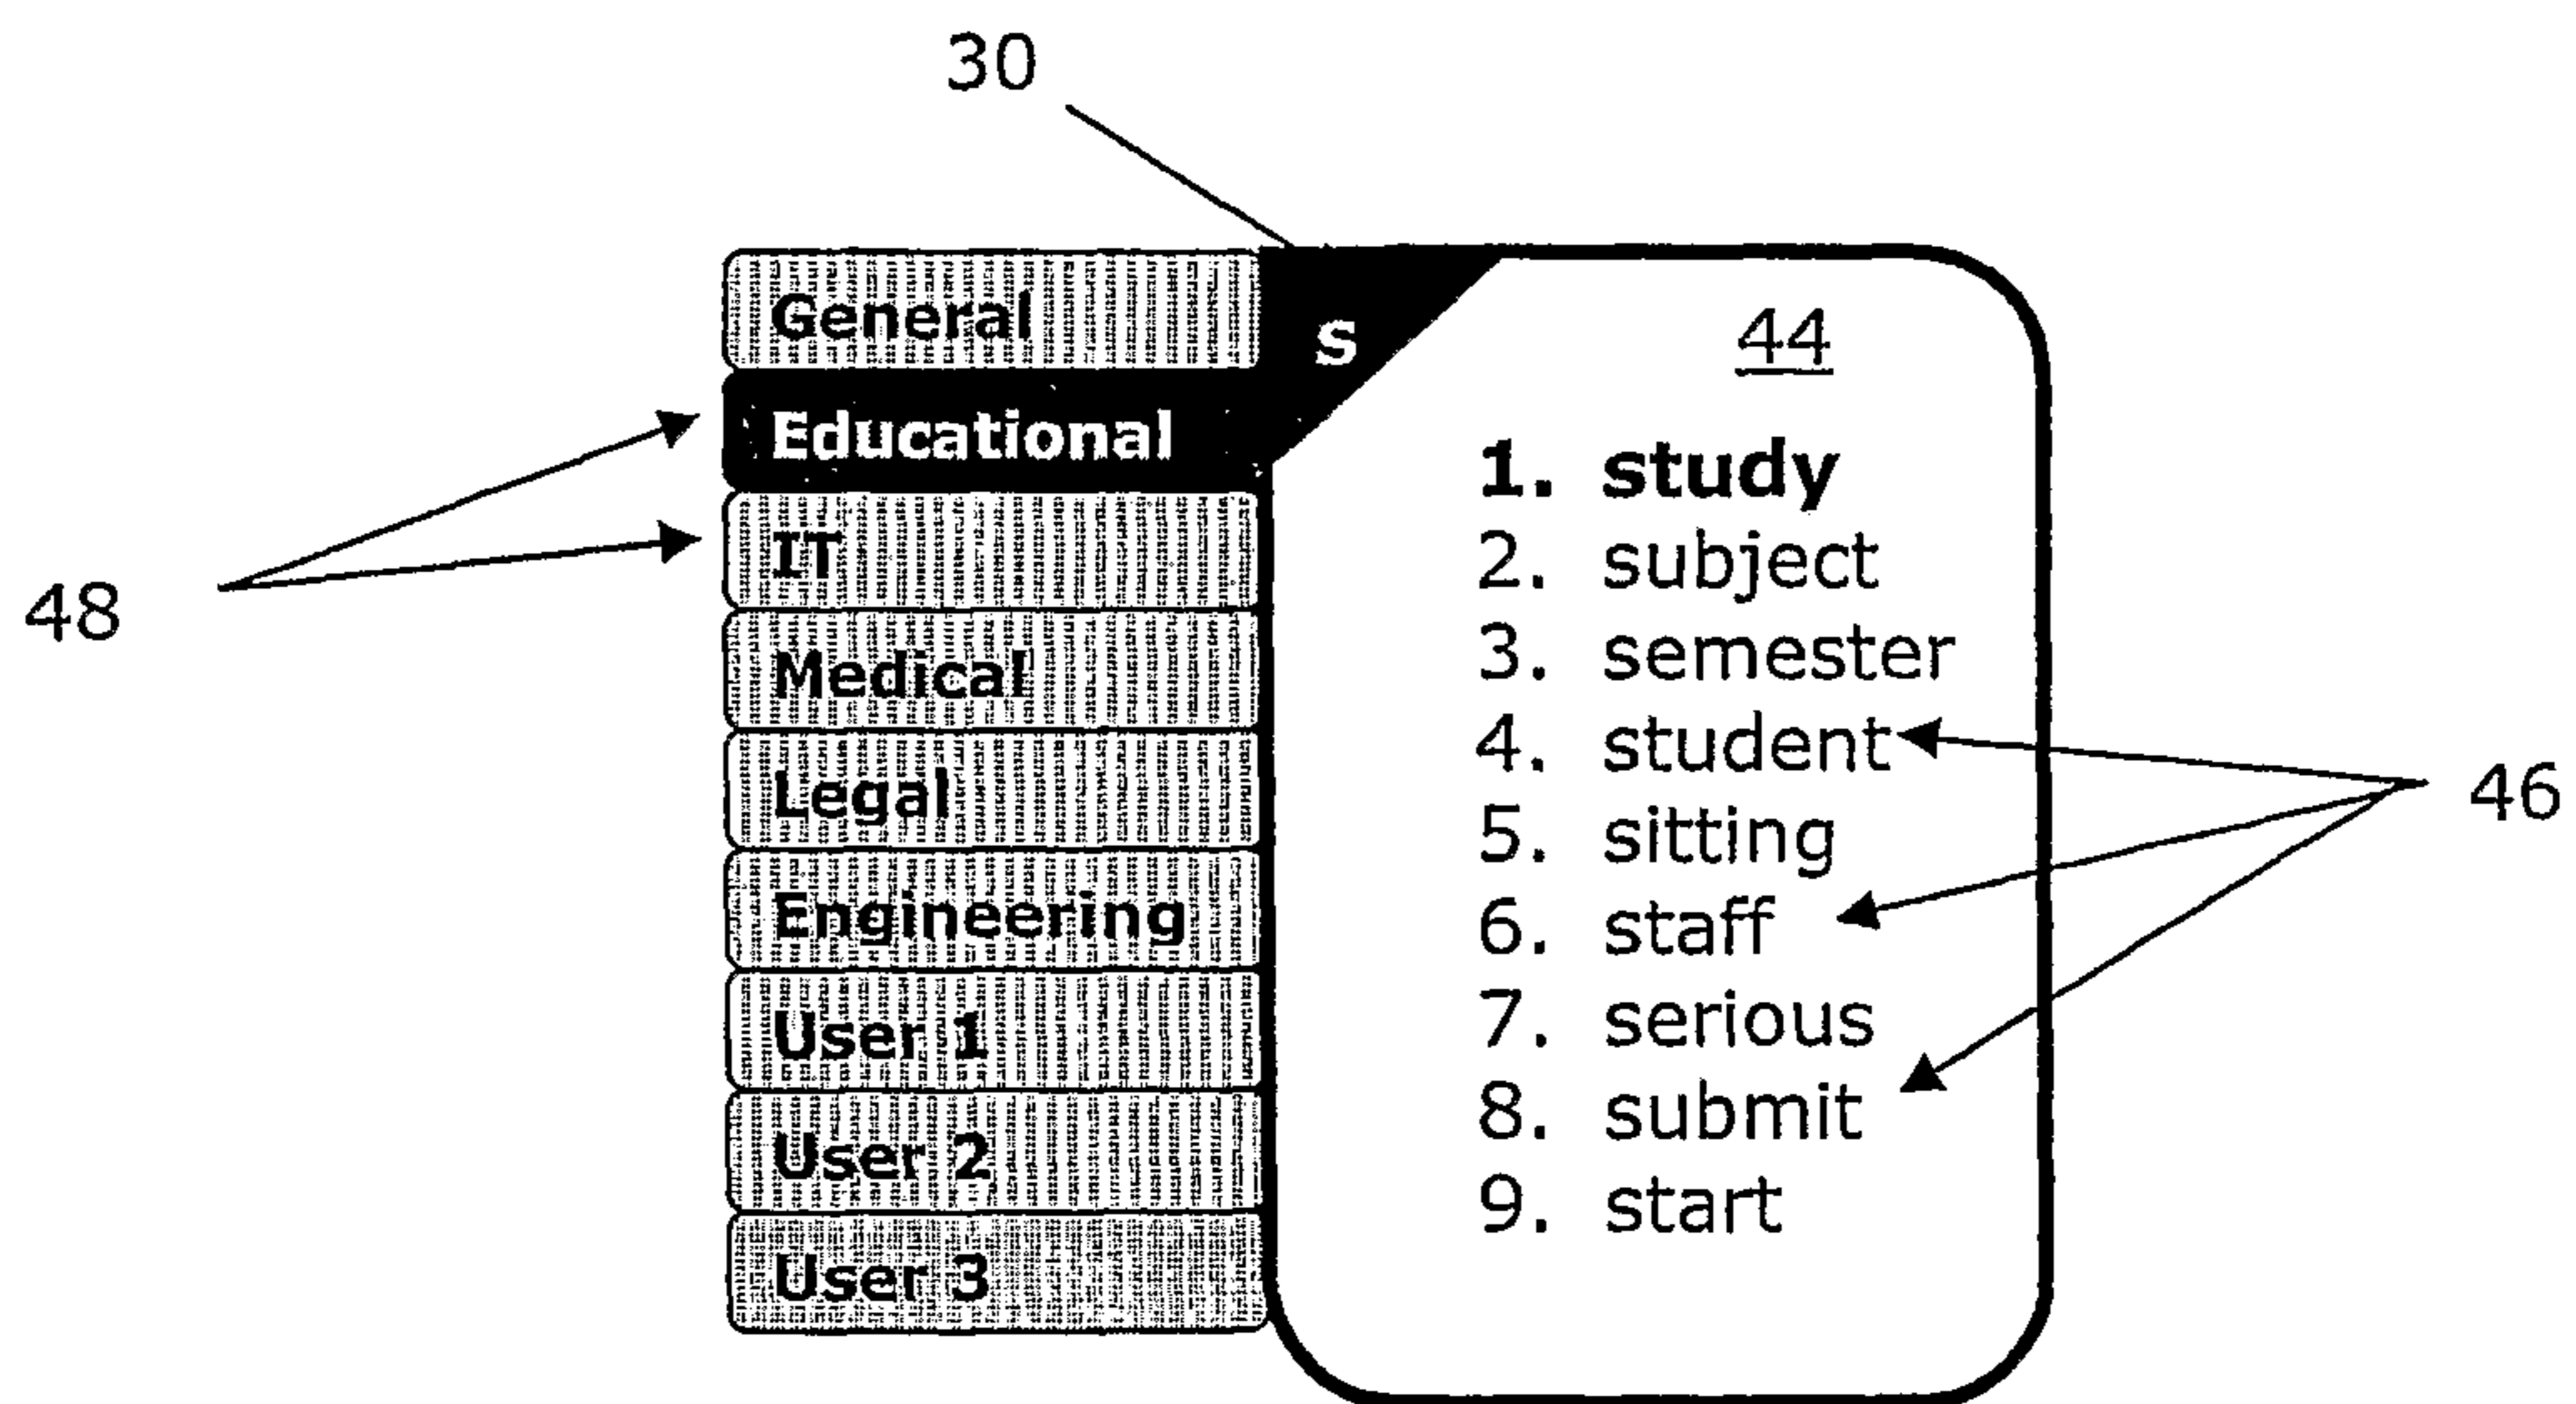 30
General
Educational
IT
Medical
Legal
Engineering
User 1
User 2
User 3
S
44
1. study
2. subject
3. semester
4. student
5. sitting
6. staff
7. serious
8. submit
9. start
48
46